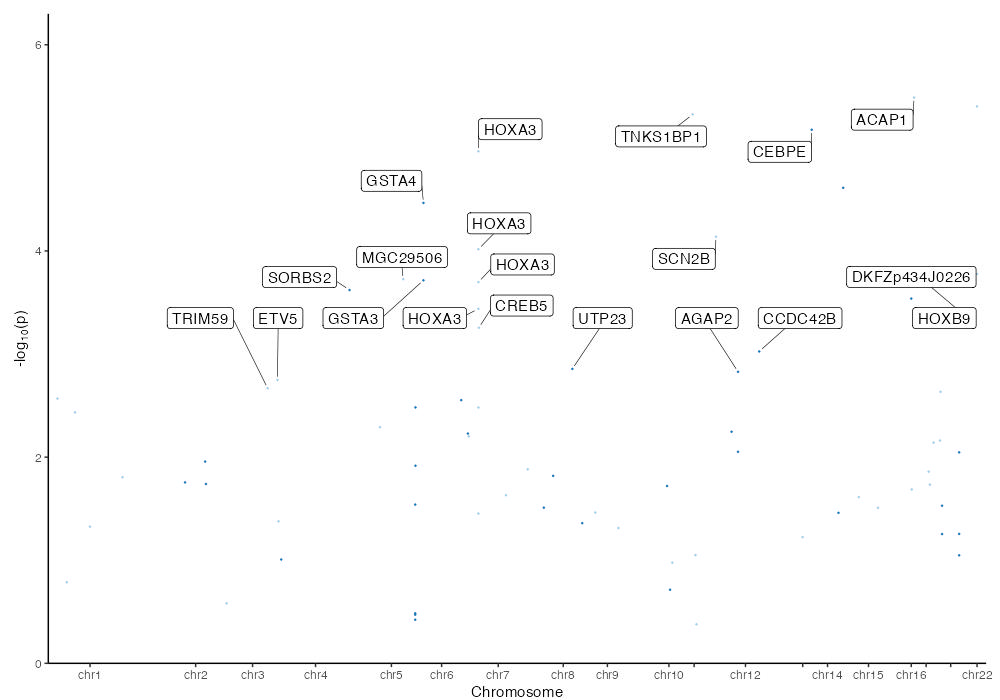 6
ACAP1
HOXA3
TNKS1BP1
CEBPE
GSTA4
HOXA3
4
MGC29506
SCN2B
HOXA3
SORBS2
DKFZp434J0226
CREB5
TRIM59 ETV5 GSTA3 HOXA3 UTP23 AGAP2 CCDC42B HOXB9
-log10(p)
2
0
chr1 chr2 chr3 chr4 chr5 chr6 chr7 chr8 chr9 chr10 chr12 chr14 chr15 chr16 chr22
Chromosome